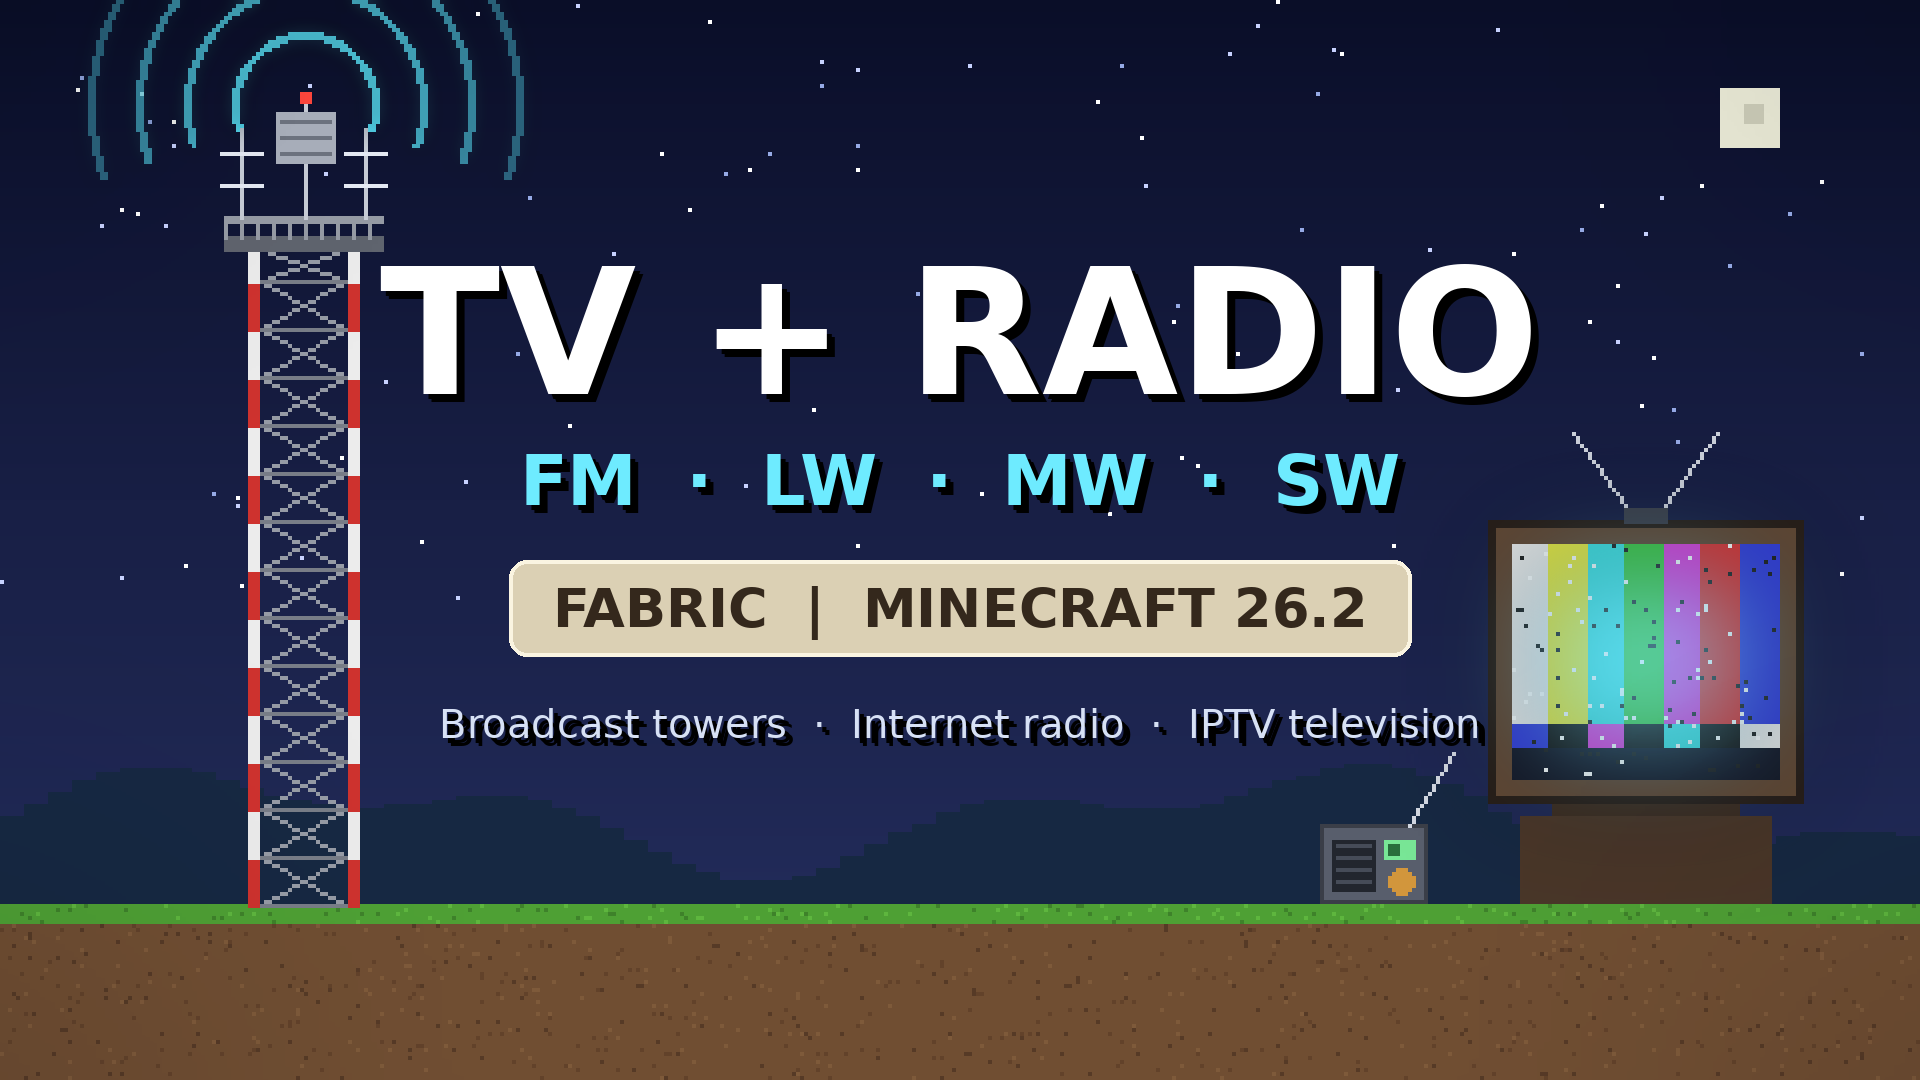 TV + RADIO
FM · LW · MW · SW
FABRIC | MINECRAFT 26.2
Broadcast towers · Internet radio · IPTV television